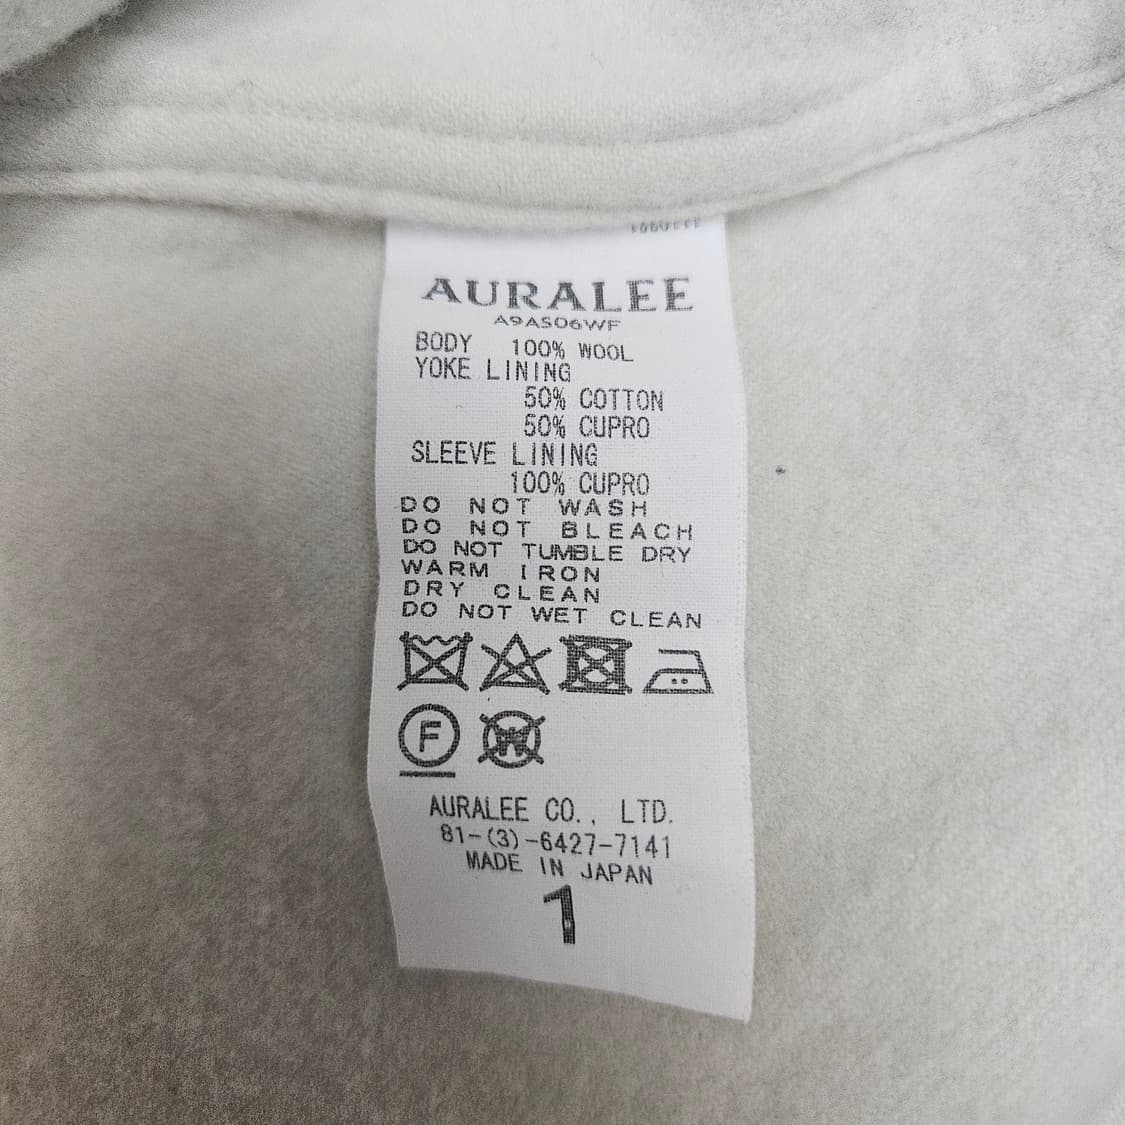 AURALEE
A9AS06WF
BODY 100% WOOL
YOKE LINING
50% COTTON
50% CUPRO
SLEEVE LINING
100% CUPRO
DO NOT WASH
DO NOT BLEACH
DO NOT TUMBLE DRY
WARM IRON
DRY CLEAN
DO NOT WET CLEAN
F W
AURALEE CO., LTD.
81-(3)-6427-7141
MADE IN JAPAN
1